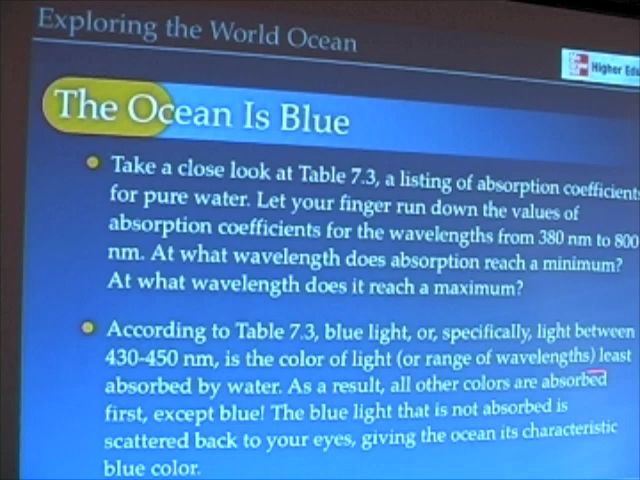 Exploring the World Ocean
Higher Edu
The Ocean Is Blue
Take a close look at Table 7.3, a listing of absorption coefficients
for pure water. Let your finger run down the values of
absorption coefficients for the wavelengths from 380 nm to 800
nm. At what wavelength does absorption reach a minimum?
At what wavelength does it reach a maximum?
According to Table 7.3, blue light, or, specifically, light between
430-450 nm, is the color of light (or range of wavelengths) least
absorbed by water. As a result, all other colors are absorbed
first, except blue! The blue light that is not absorbed is
scattered back to your eyes, giving the ocean its characteristic
blue color.